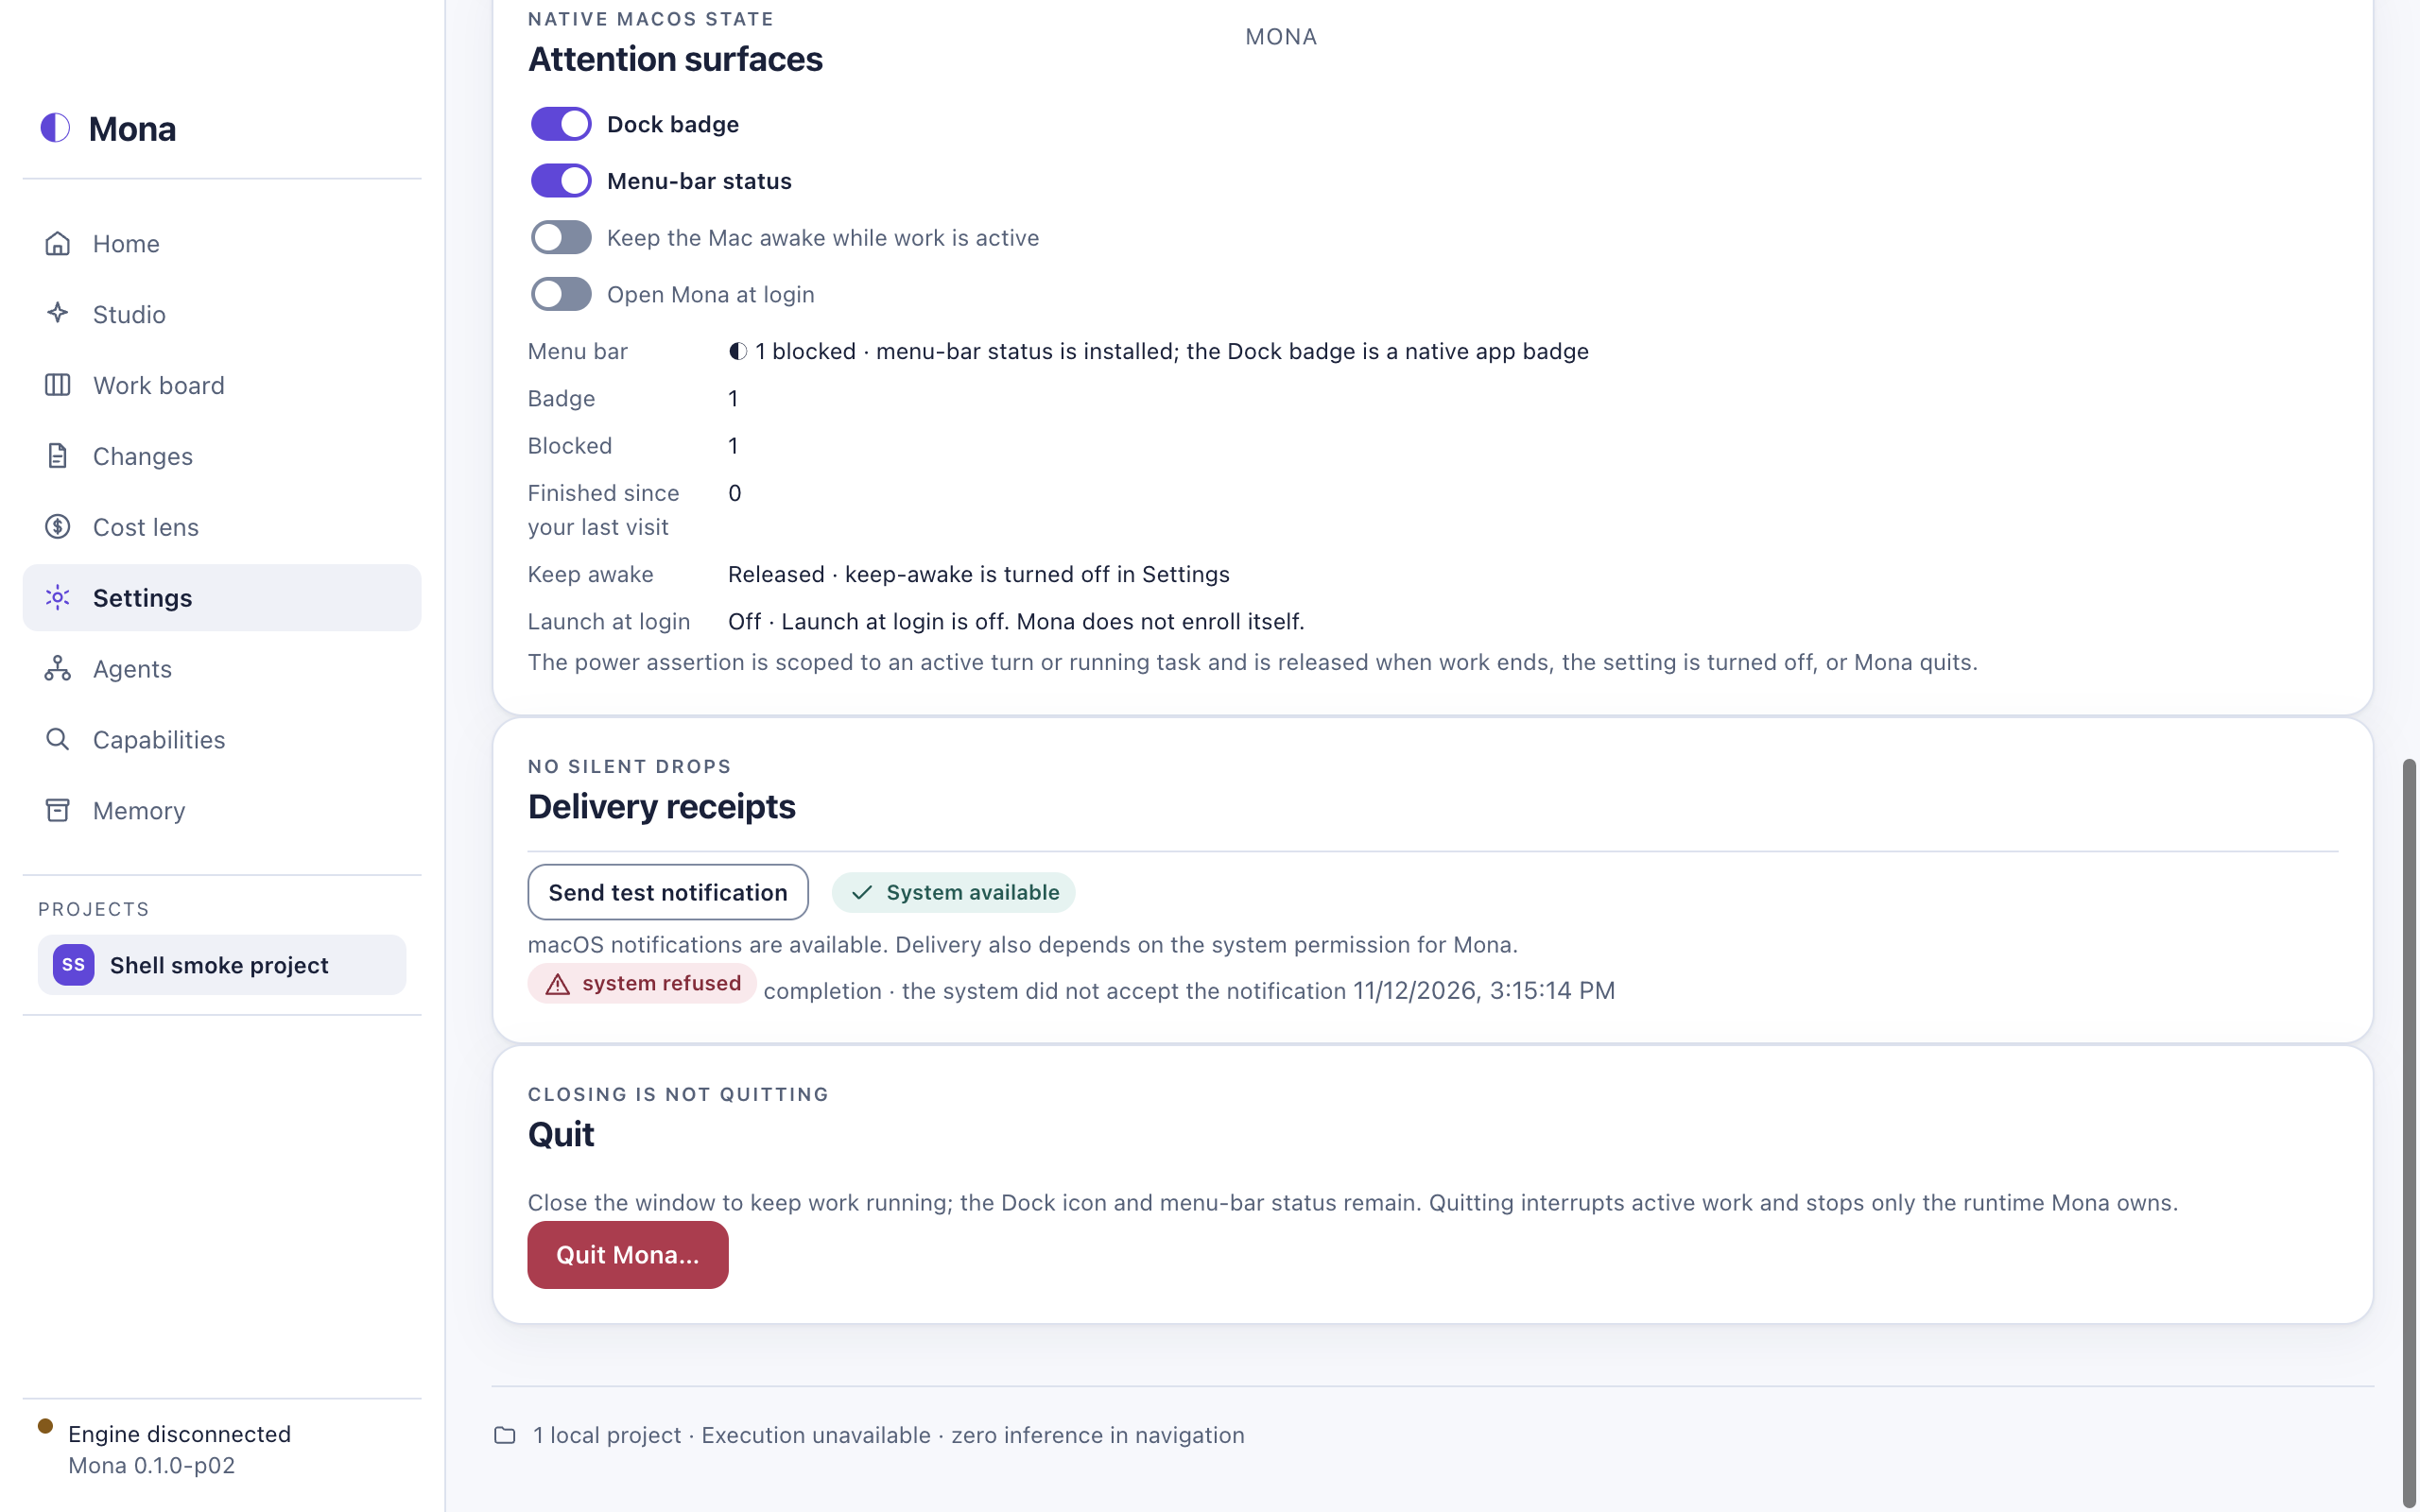 Mona
Home
Studio
Work board
Changes
Cost lens
Settings
Agents
Capabilities
Memory
PROJECTS
SS Shell smoke project
Engine disconnected
Mona 0.1.0-p02
MONA
NATIVE MACOS STATE
Attention surfaces
Dock badge
Menu-bar status
Keep the Mac awake while work is active
Open Mona at login
Menu bar ◐ 1 blocked · menu-bar status is installed; the Dock badge is a native app badge
Badge 1
Blocked 1
Finished since 0
your last visit
Keep awake Released · keep-awake is turned off in Settings
Launch at login Off · Launch at login is off. Mona does not enroll itself.
The power assertion is scoped to an active turn or running task and is released when work ends, the setting is turned off, or Mona quits.
NO SILENT DROPS
Delivery receipts
Send test notification System available
macOS notifications are available. Delivery also depends on the system permission for Mona.
system refused completion · the system did not accept the notification 11/12/2026, 3:15:14 PM
CLOSING IS NOT QUITTING
Quit
Close the window to keep work running; the Dock icon and menu-bar status remain. Quitting interrupts active work and stops only the runtime Mona owns.
Quit Mona...
1 local project · Execution unavailable · zero inference in navigation